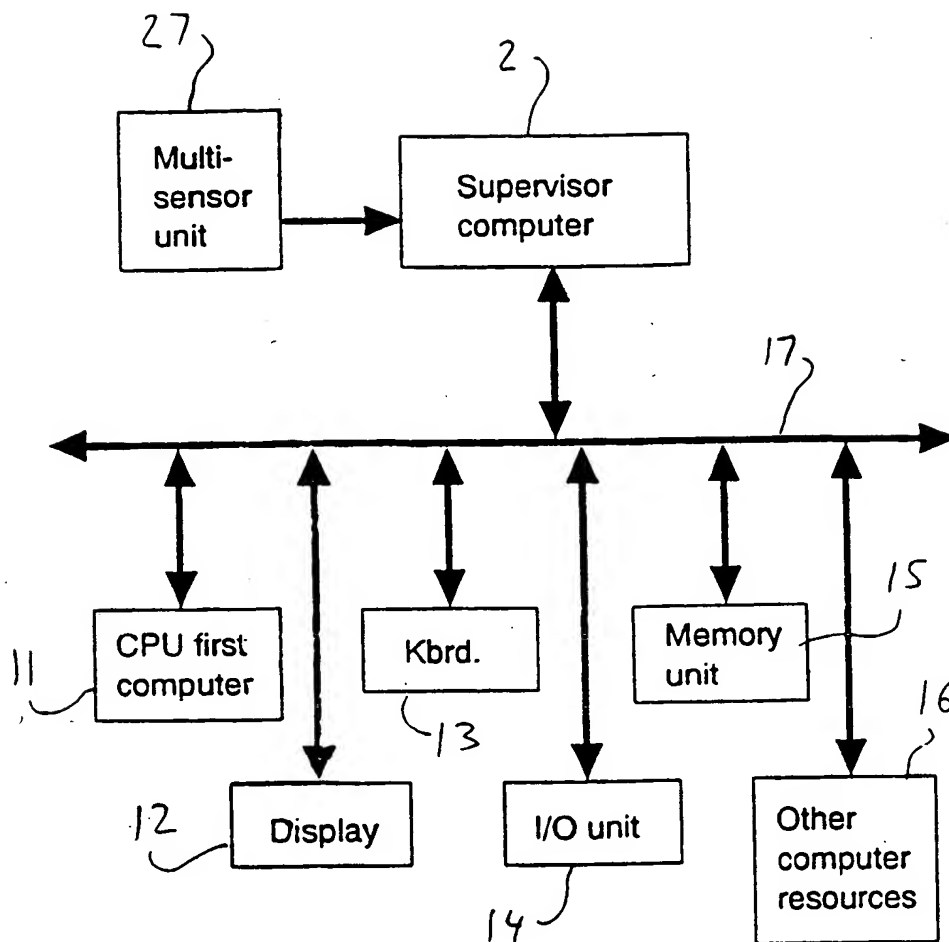 27
2
Multi-
sensor
unit
Supervisor
computer
17
11
CPU first
computer
Kbrd.
13
Memory
unit
15
16
12
Display
I/O unit
14
Other
computer
resources